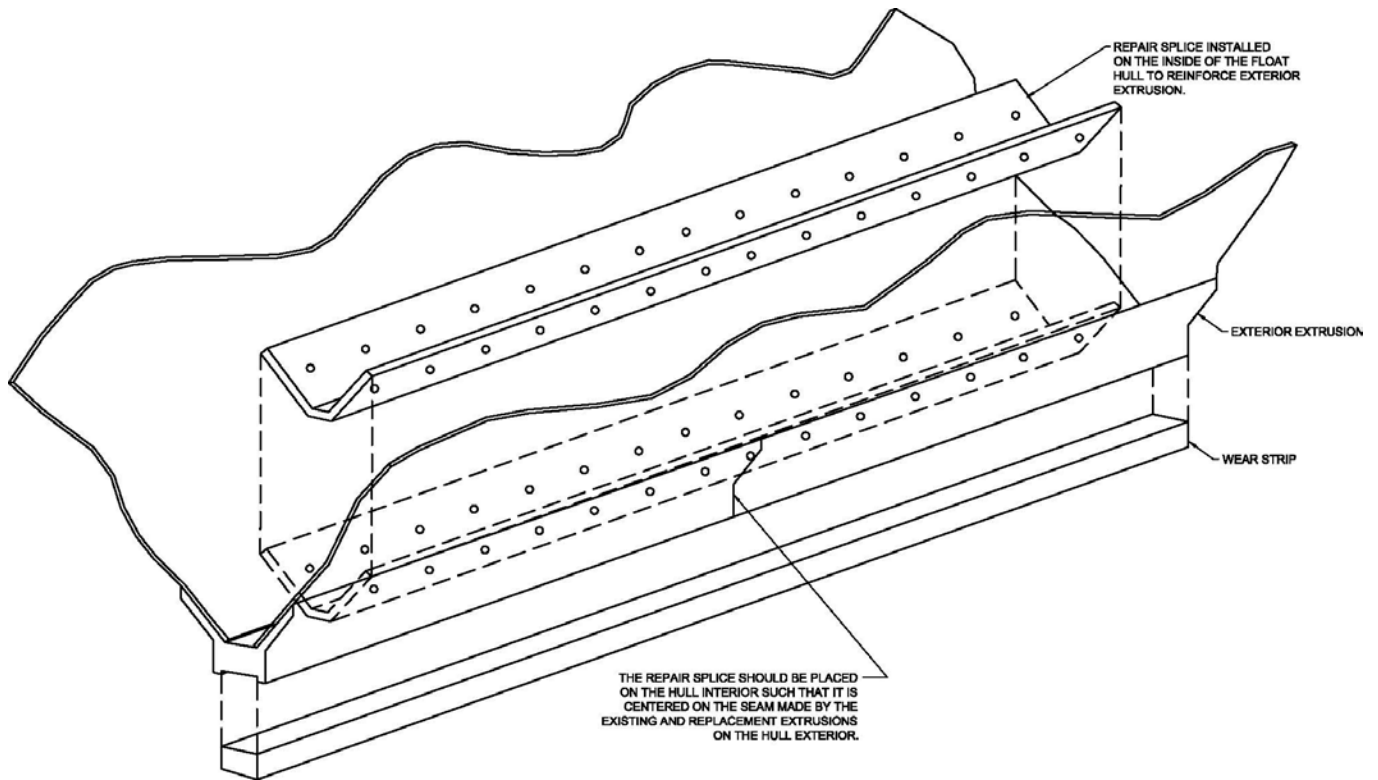 REPAIR SPLICE INSTALLED
ON THE INSIDE OF THE FLOAT
HULL TO REINFORCE EXTERIOR
EXTRUSION.
EXTERIOR EXTRUSION
WEAR STRIP
THE REPAIR SPLICE SHOULD BE PLACED
ON THE HULL INTERIOR SUCH THAT IT IS
CENTERED ON THE SEAM MADE BY THE
EXISTING AND REPLACEMENT EXTRUSIONS
ON THE HULL EXTERIOR.